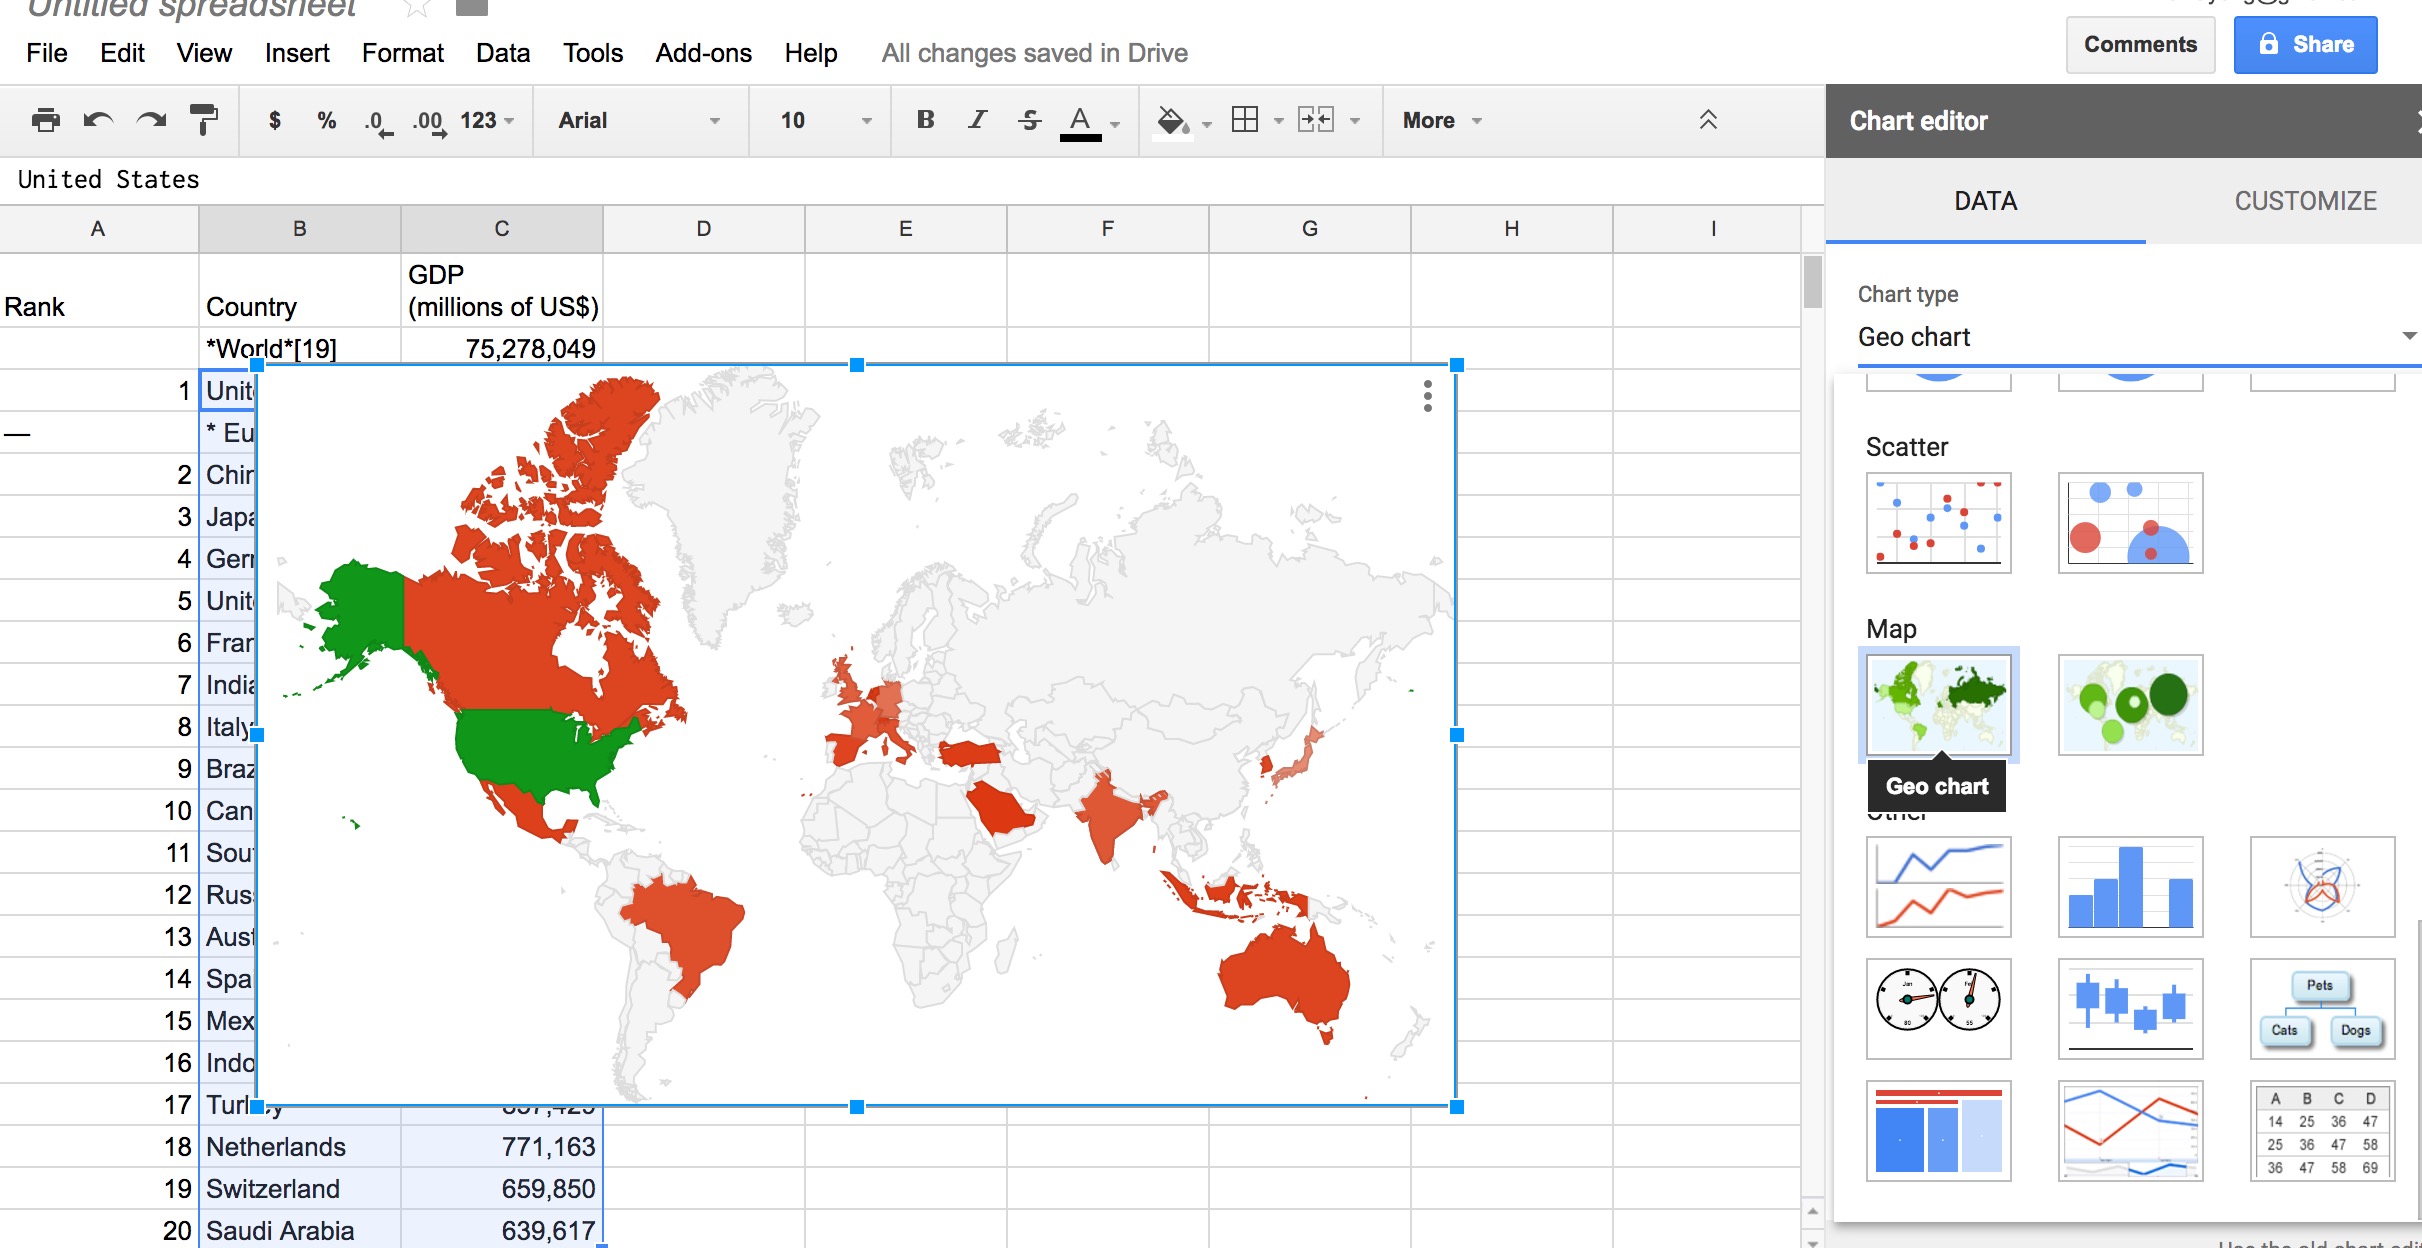 Untitled spreadsheet
File Edit View Insert Format Data Tools Add-ons Help All changes saved in Drive
Comments Share
$ % .0 .00 123 Arial 10 B I S A More
Chart editor
United States
DATA CUSTOMIZE
A B C D E F G H I
Rank Country GDP
(millions of US$)
*World*[19] 75,278,049
1 Unit
— * Eu
2 Chin
3 Japa
4 Gern
5 Unit
6 Fran
7 India
8 Italy
9 Braz
10 Can
11 Sou
12 Rus
13 Aust
14 Spa
15 Mex
16 Indo
17 Turkey
18 Netherlands 771,163
19 Switzerland 659,850
20 Saudi Arabia 639,617
Chart type
Geo chart
Scatter
Map
Geo chart
Other
Jan
80
55
Pets
Cats Dogs
A B C D
14 25 36 47
25 36 47 58
36 47 58 69